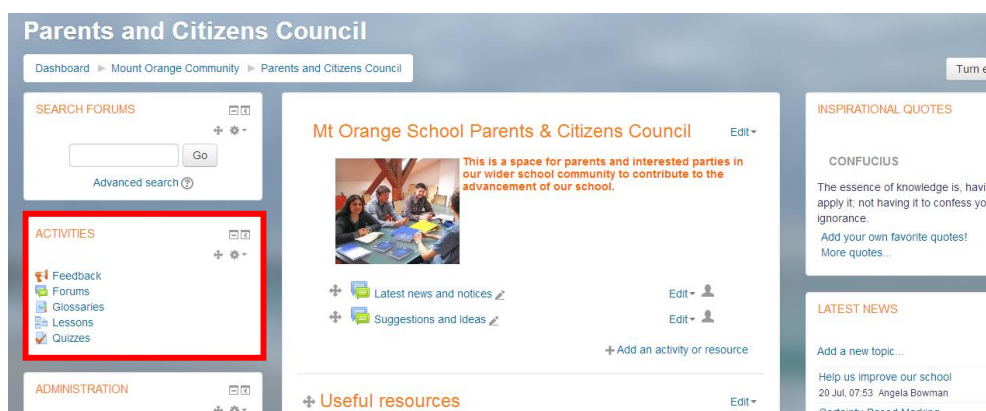 Parents and Citizens Council
Dashboard ► Mount Orange Community ► Parents and Citizens Council
Turn
SEARCH FORUMS
Go
Advanced search
ACTIVITIES
Feedback
Forums
Glossaries
Lessons
Quizzes
ADMINISTRATION
Mt Orange School Parents & Citizens Council Edit
This is a space for parents and interested parties in
our wider school community to contribute to the
advancement of our school.
Latest news and notices Edit
Suggestions and Ideas Edit
Add an activity or resource
Useful resources Edit
INSPIRATIONAL QUOTES
CONFUCIUS
The essence of knowledge is, havi
apply it; not having it to confess yo
ignorance.
Add your own favorite quotes!
More quotes...
LATEST NEWS
Add a new topic...
Help us improve our school
20 Jul, 07:53 Angela Bowman